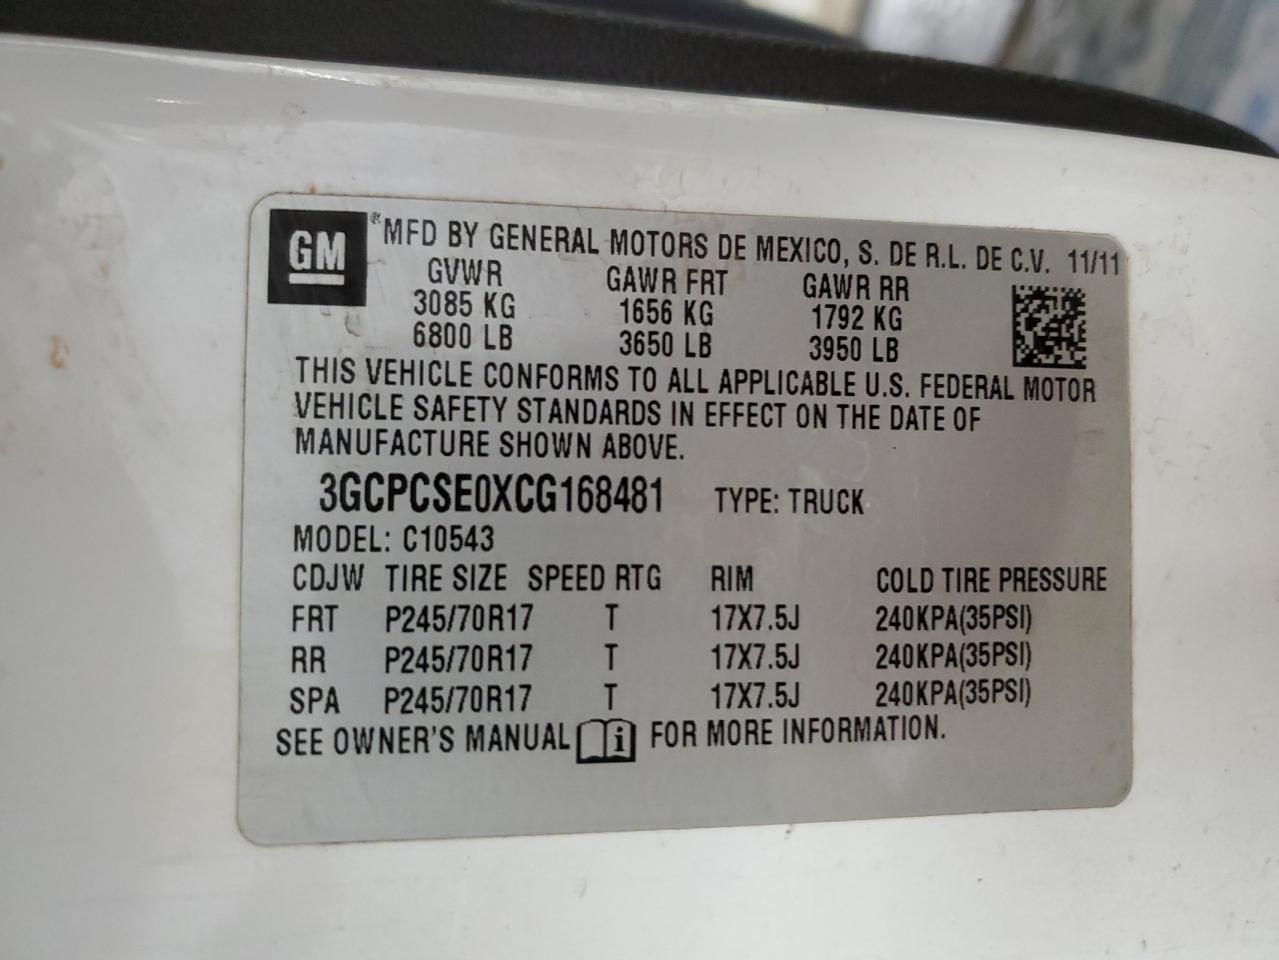 GM ® MFD BY GENERAL MOTORS DE MEXICO, S. DE R.L. DE C.V. 11/11
GVWR GAWR FRT GAWR RR
3085 KG 1656 KG 1792 KG
6800 LB 3650 LB 3950 LB
THIS VEHICLE CONFORMS TO ALL APPLICABLE U.S. FEDERAL MOTOR
VEHICLE SAFETY STANDARDS IN EFFECT ON THE DATE OF
MANUFACTURE SHOWN ABOVE.
3GCPCSE0XCG168481 TYPE: TRUCK
MODEL: C10543
CDJW TIRE SIZE SPEED RTG RIM COLD TIRE PRESSURE
FRT P245/70R17 T 17X7.5J 240KPA(35PSI)
RR P245/70R17 T 17X7.5J 240KPA(35PSI)
SPA P245/70R17 T 17X7.5J 240KPA(35PSI)
SEE OWNER'S MANUAL i FOR MORE INFORMATION.